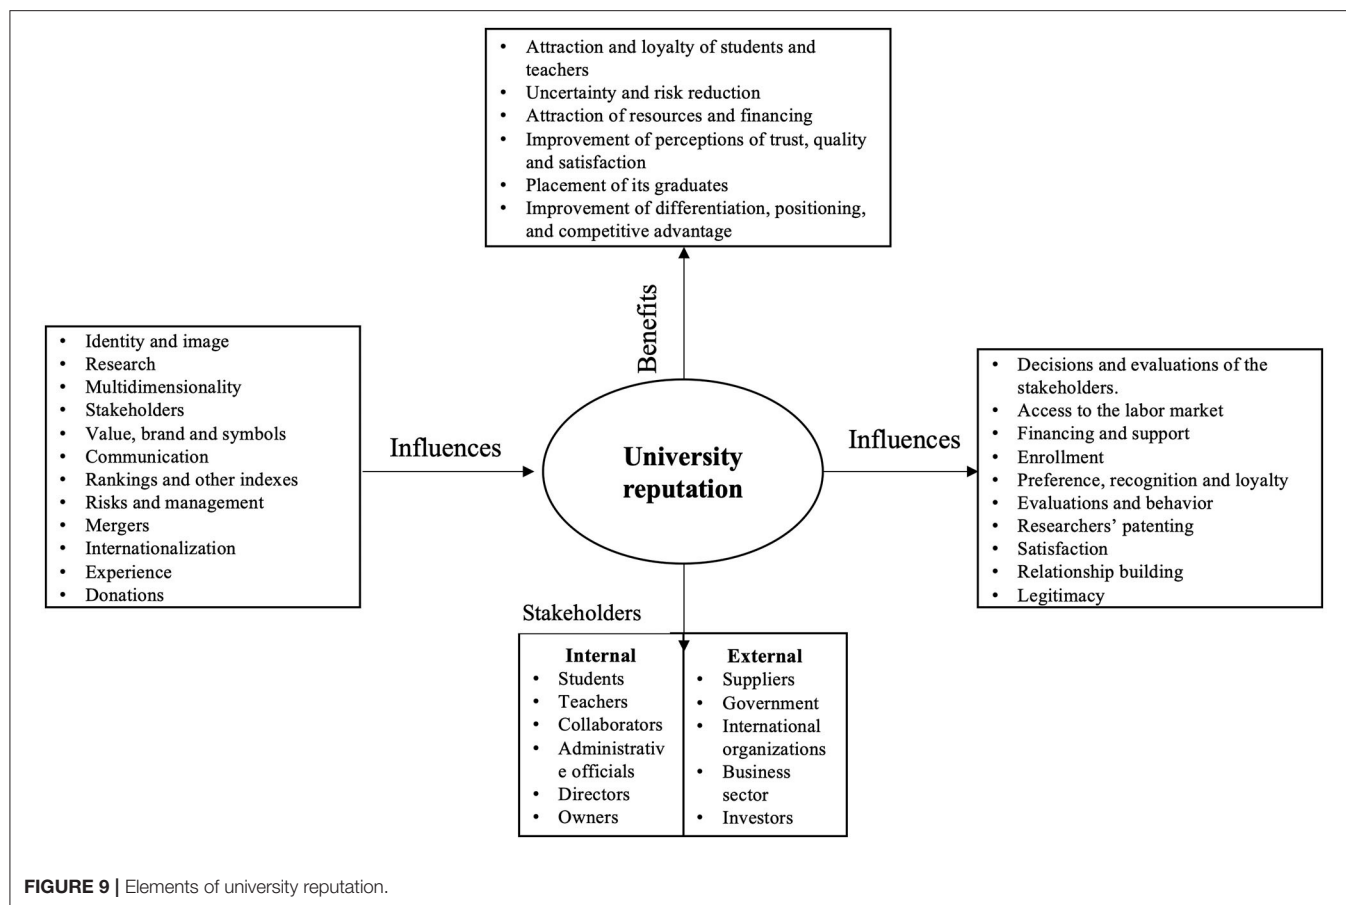 • Attraction and loyalty of students and
teachers
• Uncertainty and risk reduction
• Attraction of resources and financing
• Improvement of perceptions of trust, quality
and satisfaction
• Placement of its graduates
• Improvement of differentiation, positioning,
and competitive advantage
Benefits
• Identity and image
• Research
• Multidimensionality
• Stakeholders
• Value, brand and symbols
• Communication
• Rankings and other indexes
• Risks and management
• Mergers
• Internationalization
• Experience
• Donations
Influences
University
reputation
Influences
• Decisions and evaluations of the
stakeholders.
• Access to the labor market
• Financing and support
• Enrollment
• Preference, recognition and loyalty
• Evaluations and behavior
• Researchers’ patenting
• Satisfaction
• Relationship building
• Legitimacy
Stakeholders
Internal
• Students
• Teachers
• Collaborators
• Administrativ
e officials
• Directors
• Owners
External
• Suppliers
• Government
• International
organizations
• Business
sector
• Investors
FIGURE 9 | Elements of university reputation.